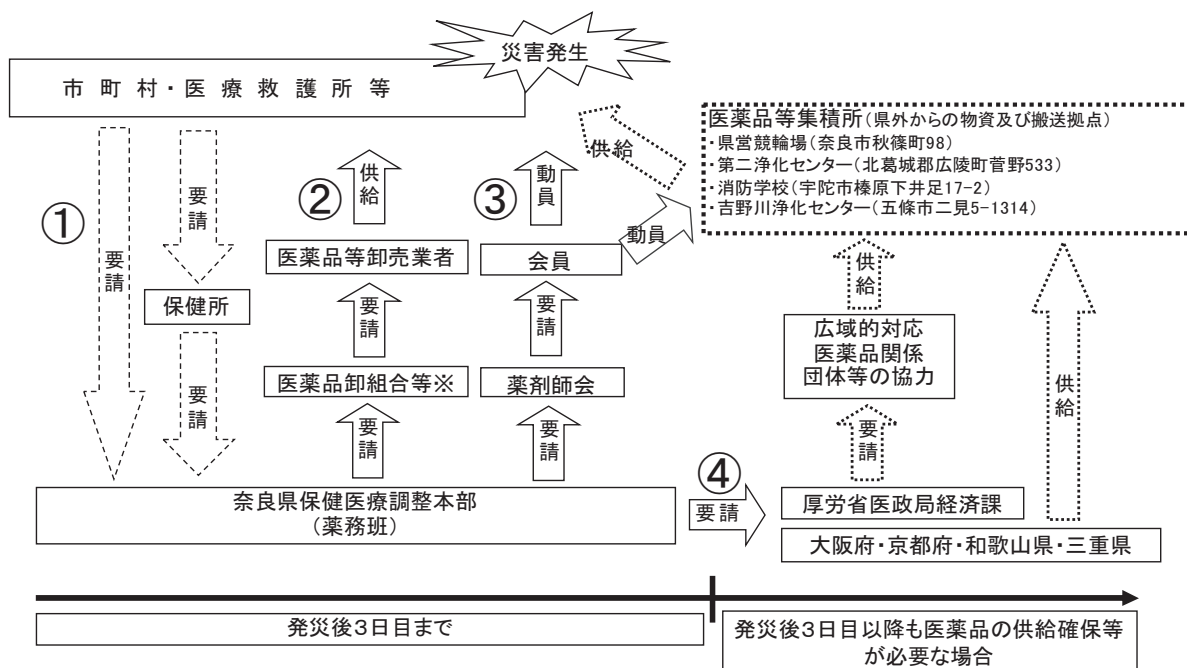 災害発生
市町村・医療救護所等
医薬品等集積所(県外からの物資及び搬送拠点)
・県営競輪場(奈良市秋篠町98)
・第二浄化センター(北葛城郡広陵町菅野533)
・消防学校(宇陀市榛原下井足17-2)
・吉野川浄化センター(五條市二見5-1314)
供給
①
要請
要請
保健所
要請
②
供給
医薬品等卸売業者
要請
医薬品卸組合等※
要請
③
動員
会員
動員
要請
薬剤師会
要請
奈良県保健医療調整本部
(薬務班)
④
要請
供給
広域的対応
医薬品関係
団体等の協力
要請
厚労省医政局経済課
供給
大阪府・京都府・和歌山県・三重県
発災後3日目まで
発災後3日目以降も医薬品の供給確保等
が必要な場合